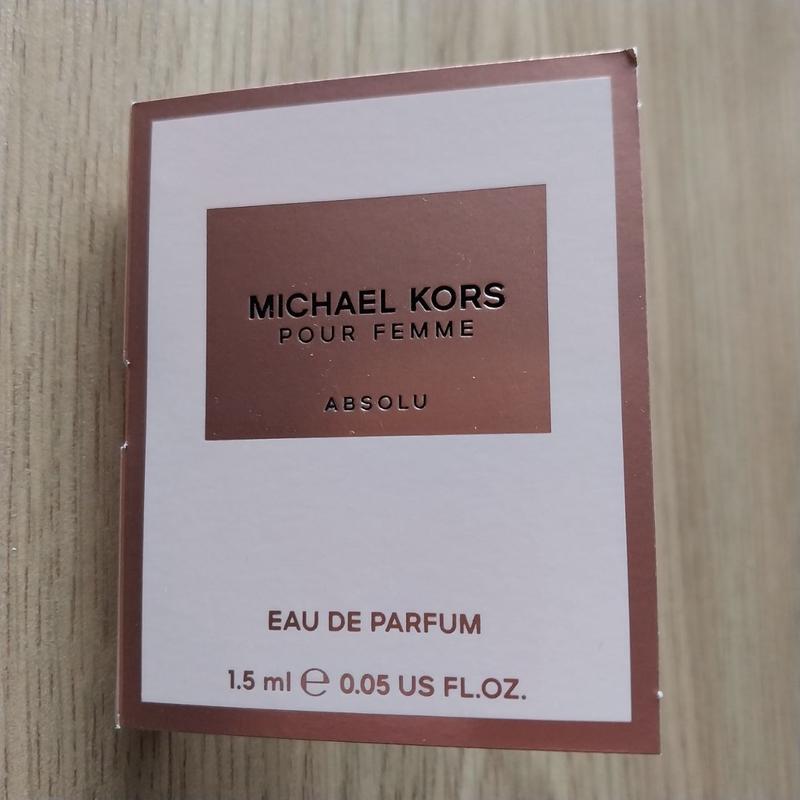 MICHAEL KORS
POUR FEMME
ABSOLU
EAU DE PARFUM
1.5 ml ℮ 0.05 US FL.OZ.